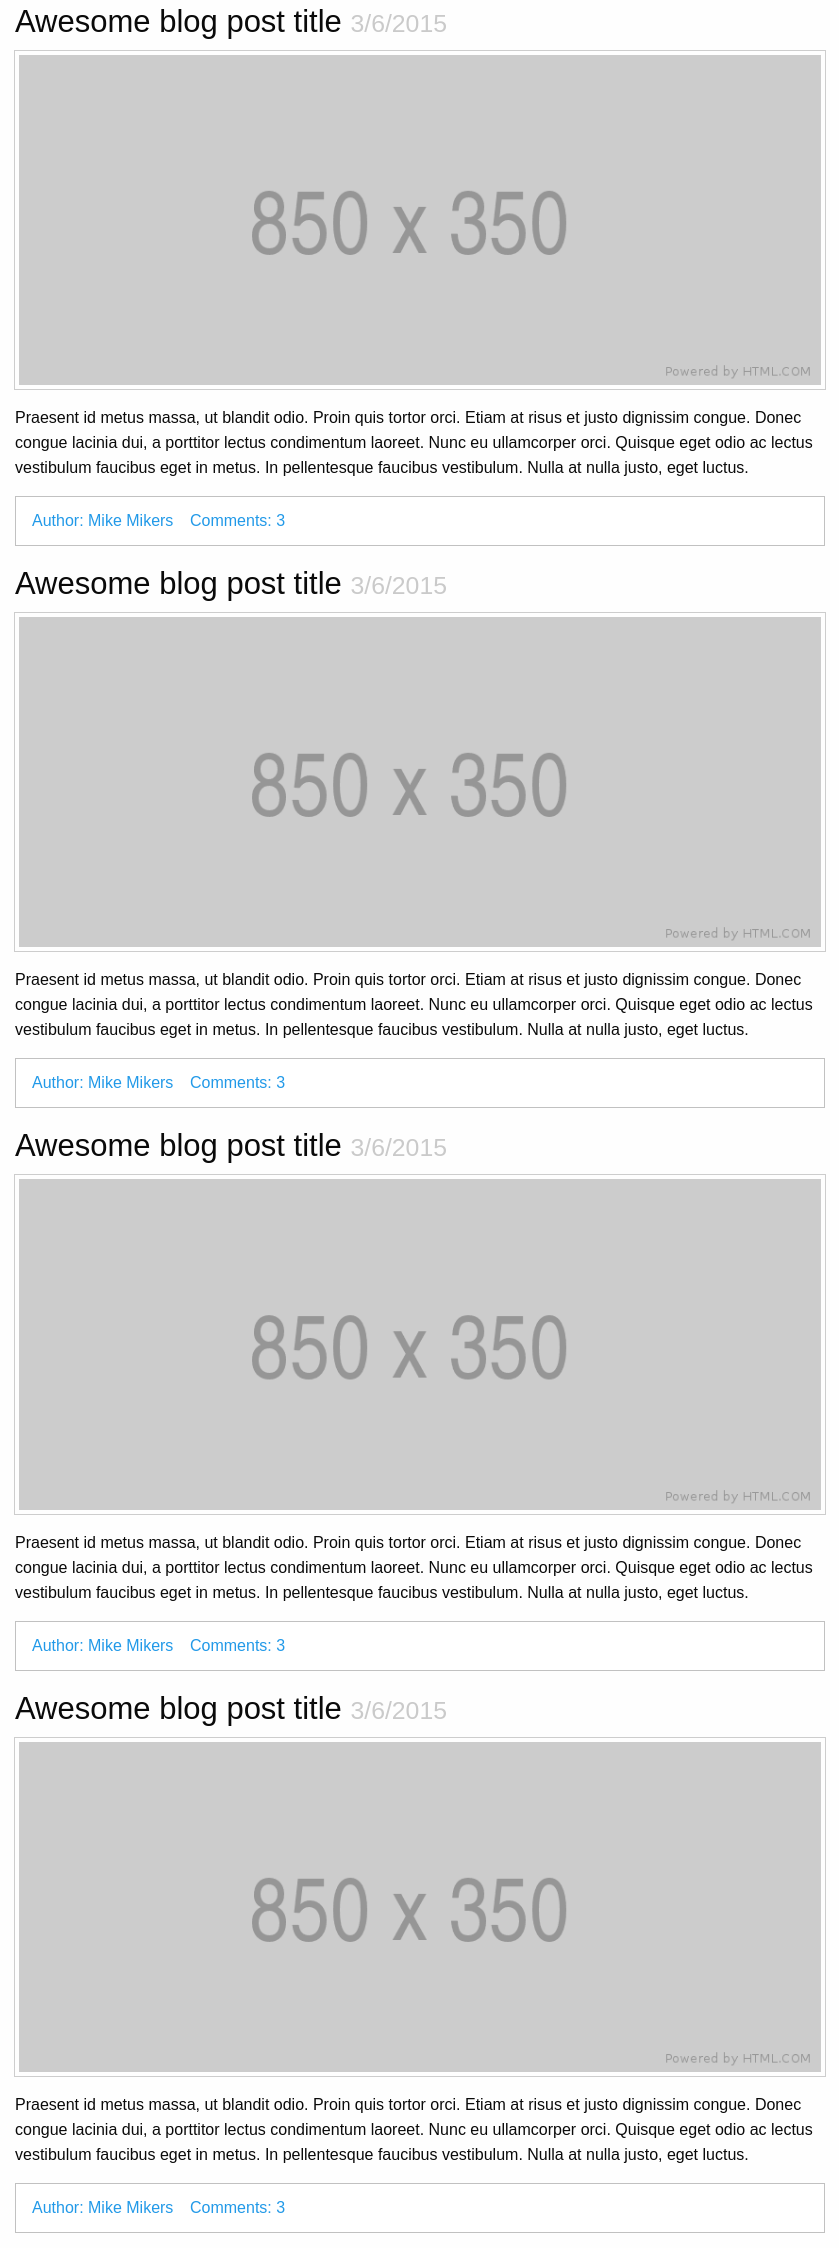 Awesome blog post title 3/6/2015
850 x 350
Powered by HTML.COM
Praesent id metus massa, ut blandit odio. Proin quis tortor orci. Etiam at risus et justo dignissim congue. Donec
congue lacinia dui, a porttitor lectus condimentum laoreet. Nunc eu ullamcorper orci. Quisque eget odio ac lectus
vestibulum faucibus eget in metus. In pellentesque faucibus vestibulum. Nulla at nulla justo, eget luctus.
Author: Mike Mikers Comments: 3
Awesome blog post title 3/6/2015
850 x 350
Powered by HTML.COM
Praesent id metus massa, ut blandit odio. Proin quis tortor orci. Etiam at risus et justo dignissim congue. Donec
congue lacinia dui, a porttitor lectus condimentum laoreet. Nunc eu ullamcorper orci. Quisque eget odio ac lectus
vestibulum faucibus eget in metus. In pellentesque faucibus vestibulum. Nulla at nulla justo, eget luctus.
Author: Mike Mikers Comments: 3
Awesome blog post title 3/6/2015
850 x 350
Powered by HTML.COM
Praesent id metus massa, ut blandit odio. Proin quis tortor orci. Etiam at risus et justo dignissim congue. Donec
congue lacinia dui, a porttitor lectus condimentum laoreet. Nunc eu ullamcorper orci. Quisque eget odio ac lectus
vestibulum faucibus eget in metus. In pellentesque faucibus vestibulum. Nulla at nulla justo, eget luctus.
Author: Mike Mikers Comments: 3
Awesome blog post title 3/6/2015
850 x 350
Powered by HTML.COM
Praesent id metus massa, ut blandit odio. Proin quis tortor orci. Etiam at risus et justo dignissim congue. Donec
congue lacinia dui, a porttitor lectus condimentum laoreet. Nunc eu ullamcorper orci. Quisque eget odio ac lectus
vestibulum faucibus eget in metus. In pellentesque faucibus vestibulum. Nulla at nulla justo, eget luctus.
Author: Mike Mikers Comments: 3